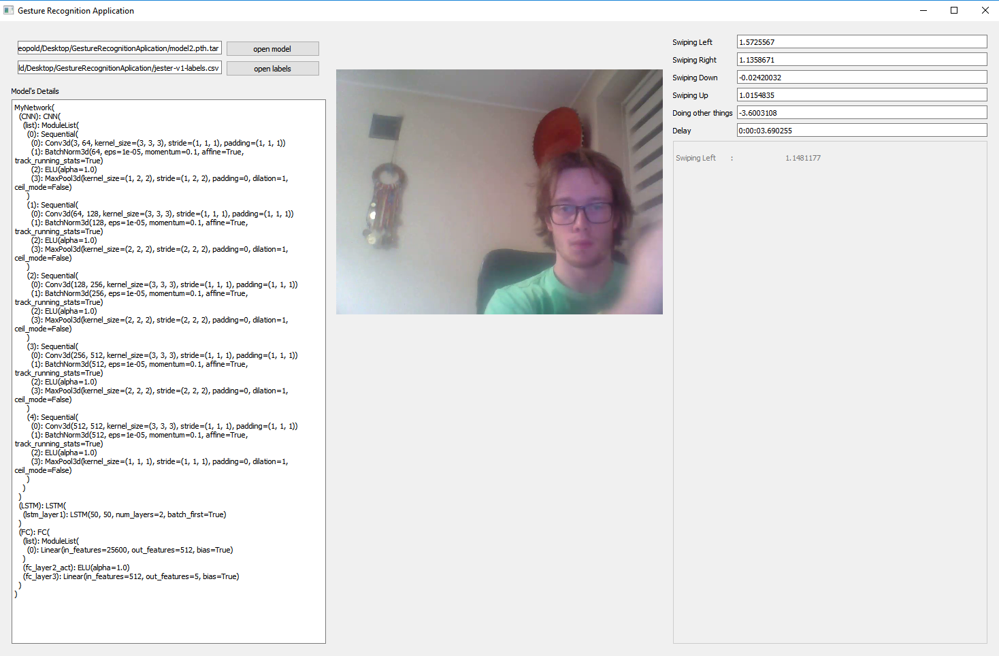 Gesture Recognition Application
eopold/Desktop/GestureRecognitionAplication/model2.pth.tar
open model
ld/Desktop/GestureRecognitionAplication/jester-v1-labels.csv
open labels
Model's Details
MyNetwork(
(CNN): CNN(
(list): ModuleList(
(0): Sequential(
(0): Conv3d(3, 64, kernel_size=(3, 3, 3), stride=(1, 1, 1), padding=(1, 1, 1))
(1): BatchNorm3d(64, eps=1e-05, momentum=0.1, affine=True,
track_running_stats=True)
(2): ELU(alpha=1.0)
(3): MaxPool3d(kernel_size=(1, 2, 2), stride=(1, 2, 2), padding=0, dilation=1,
ceil_mode=False)
)
(1): Sequential(
(0): Conv3d(64, 128, kernel_size=(3, 3, 3), stride=(1, 1, 1), padding=(1, 1, 1))
(1): BatchNorm3d(128, eps=1e-05, momentum=0.1, affine=True,
track_running_stats=True)
(2): ELU(alpha=1.0)
(3): MaxPool3d(kernel_size=(2, 2, 2), stride=(2, 2, 2), padding=0, dilation=1,
ceil_mode=False)
)
(2): Sequential(
(0): Conv3d(128, 256, kernel_size=(3, 3, 3), stride=(1, 1, 1), padding=(1, 1, 1))
(1): BatchNorm3d(256, eps=1e-05, momentum=0.1, affine=True,
track_running_stats=True)
(2): ELU(alpha=1.0)
(3): MaxPool3d(kernel_size=(2, 2, 2), stride=(2, 2, 2), padding=0, dilation=1,
ceil_mode=False)
)
(3): Sequential(
(0): Conv3d(256, 512, kernel_size=(3, 3, 3), stride=(1, 1, 1), padding=(1, 1, 1))
(1): BatchNorm3d(512, eps=1e-05, momentum=0.1, affine=True,
track_running_stats=True)
(2): ELU(alpha=1.0)
(3): MaxPool3d(kernel_size=(2, 2, 2), stride=(2, 2, 2), padding=0, dilation=1,
ceil_mode=False)
)
(4): Sequential(
(0): Conv3d(512, 512, kernel_size=(3, 3, 3), stride=(1, 1, 1), padding=(1, 1, 1))
(1): BatchNorm3d(512, eps=1e-05, momentum=0.1, affine=True,
track_running_stats=True)
(2): ELU(alpha=1.0)
(3): MaxPool3d(kernel_size=(1, 1, 1), stride=(1, 1, 1), padding=0, dilation=1,
ceil_mode=False)
)
)
)
(LSTM): LSTM(
(lstm_layer1): LSTM(50, 50, num_layers=2, batch_first=True)
)
(FC): FC(
(list): ModuleList(
(0): Linear(in_features=25600, out_features=512, bias=True)
)
(fc_layer2_act): ELU(alpha=1.0)
(fc_layer3): Linear(in_features=512, out_features=5, bias=True)
)
)
Swiping Left 1.5725567
Swiping Right 1.1358671
Swiping Down -0.02420032
Swiping Up 1.0154835
Doing other things -3.6003108
Delay 0:00:03.690255
Swiping Left : 1.1481177